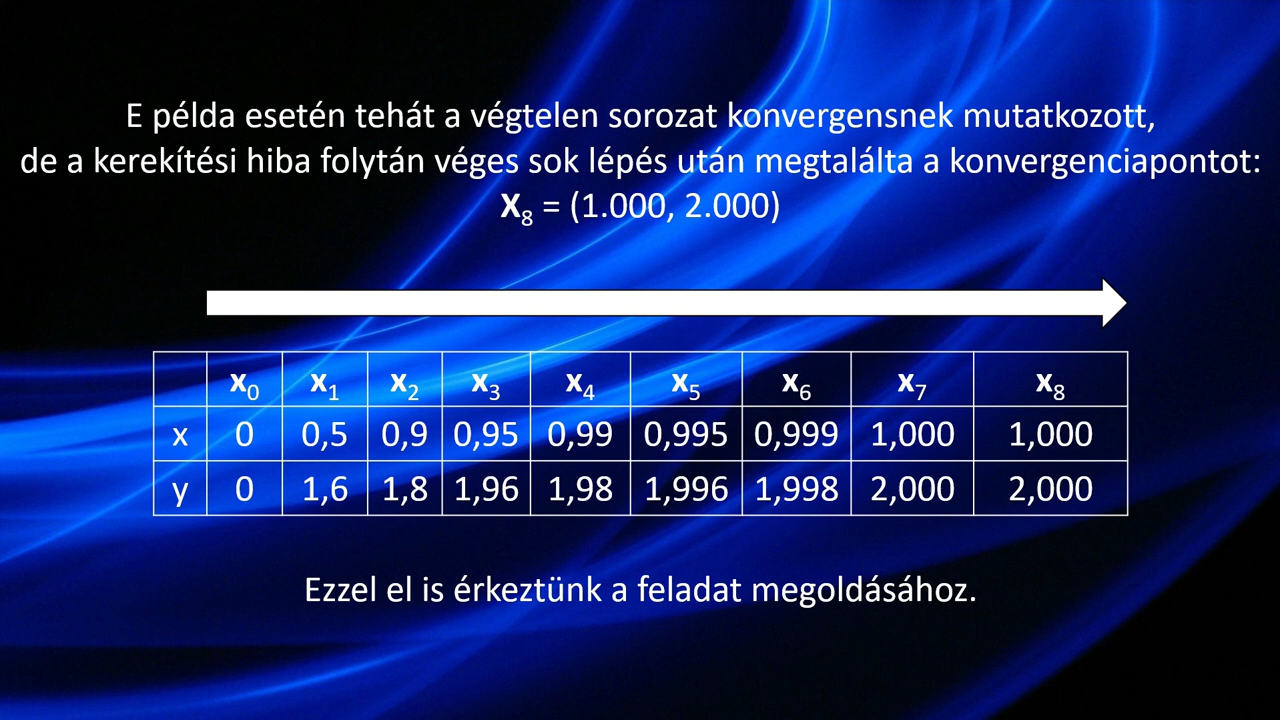 E példa esetén tehát a végtelen sorozat konvergensnek mutatkozott,
de a kerekítési hiba folytán véges sok lépés után megtalálta a konvergenciapontot:
X₈ = (1.000, 2.000)
x₀ x₁ x₂ x₃ x₄ x₅ x₆ x₇ x₈
x 0 0,5 0,9 0,95 0,99 0,995 0,999 1,000 1,000
y 0 1,6 1,8 1,96 1,98 1,996 1,998 2,000 2,000
Ezzel el is érkeztünk a feladat megoldásához.